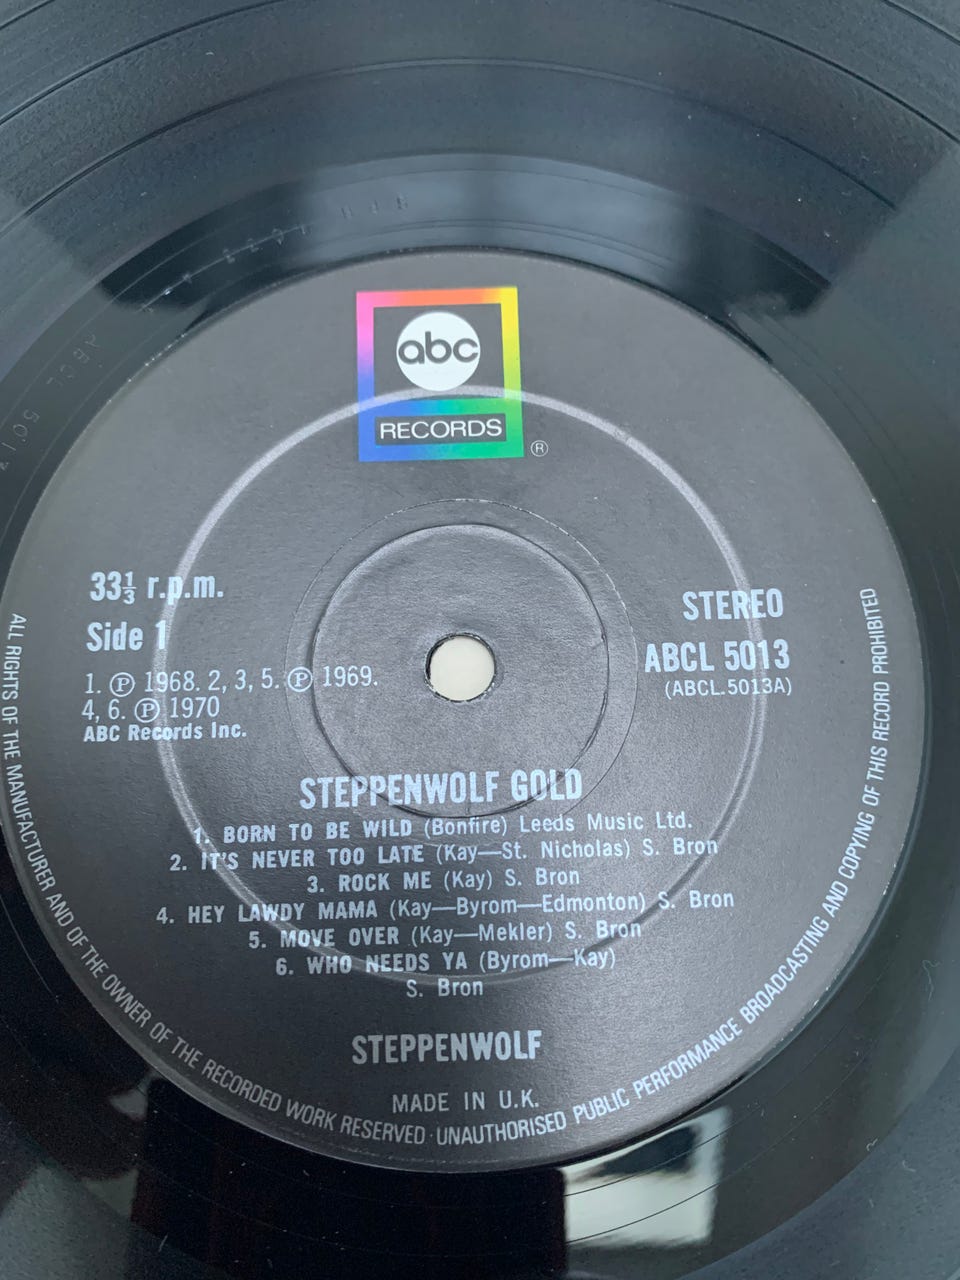 abc
RECORDS
®
33⅓ r.p.m.
Side 1
1. ℗ 1968. 2, 3, 5. ℗ 1969.
4, 6. ℗ 1970
ABC Records Inc.
STEREO
ABCL 5013
(ABCL.5013A)
STEPPENWOLF GOLD
1. BORN TO BE WILD (Bonfire) Leeds Music Ltd.
2. IT'S NEVER TOO LATE (Kay—St. Nicholas) S. Bron
3. ROCK ME (Kay) S. Bron
4. HEY LAWDY MAMA (Kay—Byrom—Edmonton) S. Bron
5. MOVE OVER (Kay—Mekler) S. Bron
6. WHO NEEDS YA (Byrom—Kay)
S. Bron
STEPPENWOLF
MADE IN U.K.
ALL RIGHTS OF THE MANUFACTURER AND OF THE OWNER OF THE RECORDED WORK RESERVED · UNAUTHORISED PUBLIC PERFORMANCE BROADCASTING AND COPYING OF THIS RECORD PROHIBITED